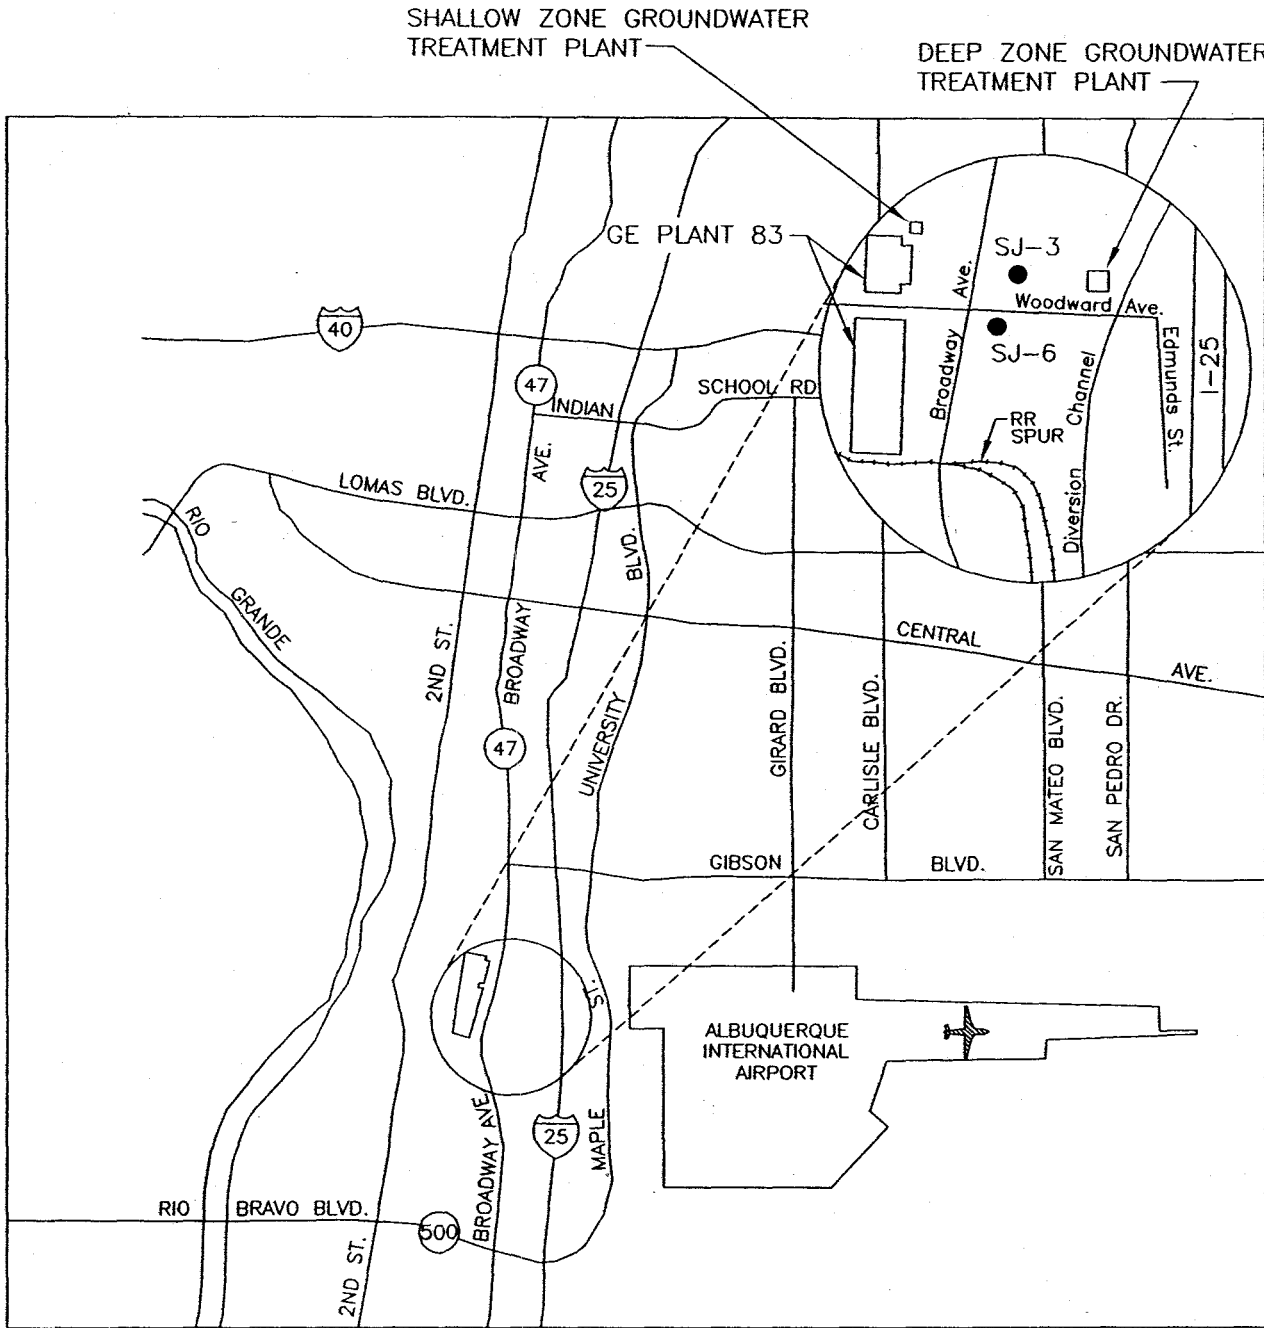 SHALLOW ZONE GROUNDWATER
TREATMENT PLANT
DEEP ZONE GROUNDWATER
TREATMENT PLANT
GE PLANT 83
SJ-3
Woodward Ave.
SJ-6
Broadway Ave.
Diversion Channel
Edmunds St.
I-25
RR
SPUR
40
47
INDIAN SCHOOL RD
AVE.
25
LOMAS BLVD.
BLVD.
RIO
GRANDE
2ND ST.
BROADWAY
CENTRAL
AVE.
47
UNIVERSITY
GIRARD BLVD.
CARLISLE BLVD.
SAN MATEO BLVD.
SAN PEDRO DR.
GIBSON BLVD.
ST.
ALBUQUERQUE
INTERNATIONAL
AIRPORT
BROADWAY AVE
25
MAPLE
RIO BRAVO BLVD.
500
2ND ST.